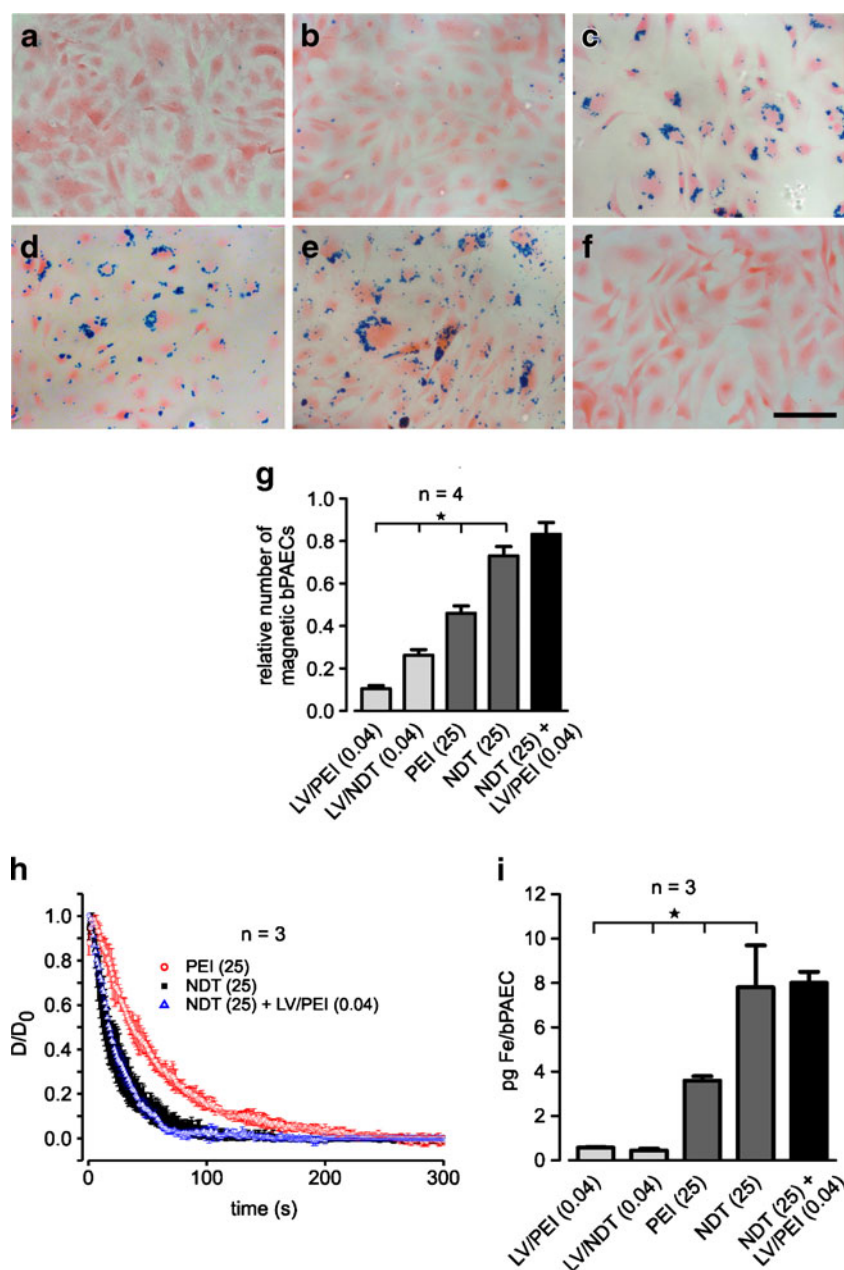 a
b
c
d
e
f
g
n = 4
★
relative number of
magnetic bPAECs
1.0
0.8
0.6
0.4
0.2
0.0
LV/PEI (0.04)
LV/NDT (0.04)
PEI (25)
NDT (25)
NDT (25) +
LV/PEI (0.04)
h
n = 3
PEI (25)
NDT (25)
NDT (25) + LV/PEI (0.04)
D/D₀
1.0
0.8
0.6
0.4
0.2
0.0
0
100
200
300
time (s)
i
n = 3
★
pg Fe/bPAEC
12
10
8
6
4
2
0
LV/PEI (0.04)
LV/NDT (0.04)
PEI (25)
NDT (25)
NDT (25) +
LV/PEI (0.04)